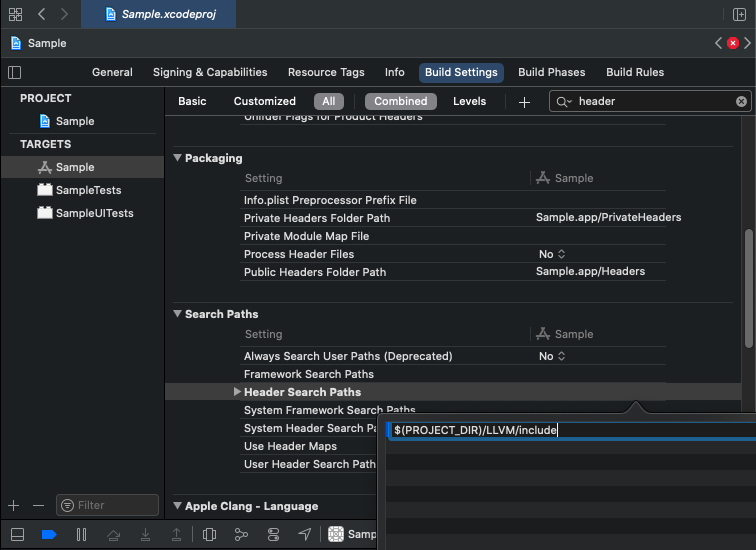 Sample.xcodeproj
Sample
General Signing & Capabilities Resource Tags Info Build Settings Build Phases Build Rules
PROJECT
Sample
TARGETS
Sample
SampleTests
SampleUITests
Filter
Basic Customized All Combined Levels header
for Product Headers
Packaging
Setting Sample
Info.plist Preprocessor Prefix File
Private Headers Folder Path Sample.app/PrivateHeaders
Private Module Map File
Process Header Files No
Public Headers Folder Path Sample.app/Headers
Search Paths
Setting Sample
Always Search User Paths (Deprecated) No
Framework Search Paths
Header Search Paths
System Framework Search Paths
System Header Search Pa
Use Header Maps
User Header Search Path
$(PROJECT_DIR)/LLVM/include
Apple Clang - Language
Samp